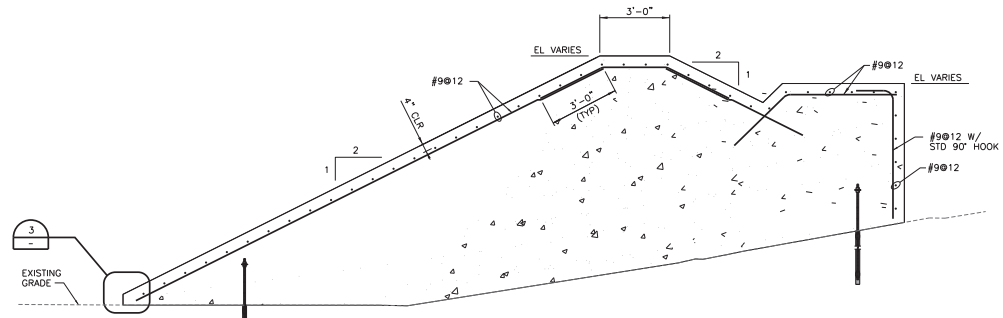 3'-0"
EL VARIES
2
1
#9@12
EL VARIES
#9@12
3'-0"
(TYP)
4"
CLR
#9@12 W/
STD 90° HOOK
2
1
#9@12
3
-
EXISTING
GRADE